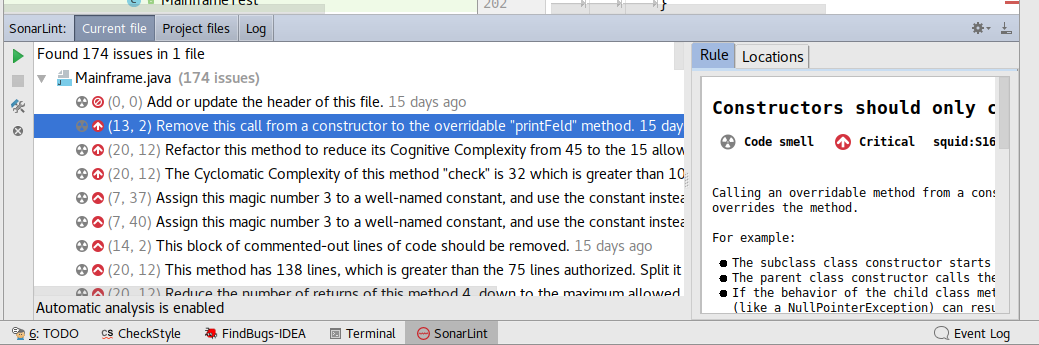 MainframeTest
202
}
SonarLint: Current file Project files Log
Found 174 issues in 1 file
Mainframe.java (174 issues)
(0, 0) Add or update the header of this file. 15 days ago
(13, 2) Remove this call from a constructor to the overridable "printFeld" method. 15 day
(20, 12) Refactor this method to reduce its Cognitive Complexity from 45 to the 15 allow
(20, 12) The Cyclomatic Complexity of this method "check" is 32 which is greater than 10
(7, 37) Assign this magic number 3 to a well-named constant, and use the constant instea
(7, 40) Assign this magic number 3 to a well-named constant, and use the constant instea
(14, 2) This block of commented-out lines of code should be removed. 15 days ago
(20, 12) This method has 138 lines, which is greater than the 75 lines authorized. Split it
(20, 12) Reduce the number of returns of this method 4, down to the maximum allowed
Automatic analysis is enabled
Rule Locations
Constructors should only c
Code smell Critical squid:S16
Calling an overridable method from a cons
overrides the method.
For example:
The subclass class constructor starts
The parent class constructor calls the
If the behavior of the child class met
(like a NullPointerException) can resu
6: TODO CS CheckStyle FindBugs-IDEA Terminal SonarLint Event Log